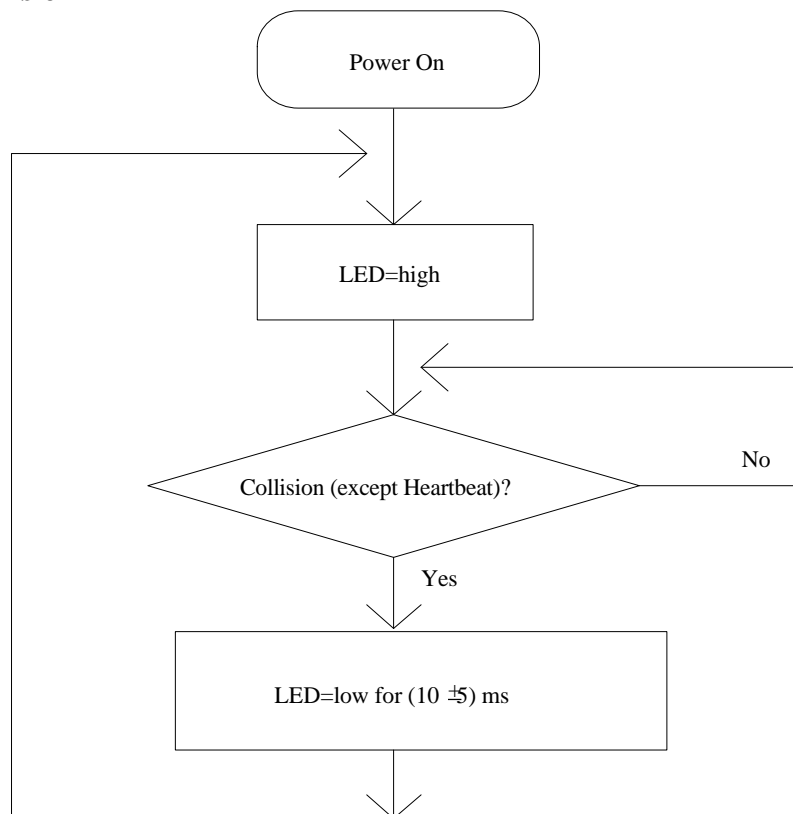 Power On
LED=high
No
Collision (except Heartbeat)?
Yes
LED=low for (10 ±5) ms